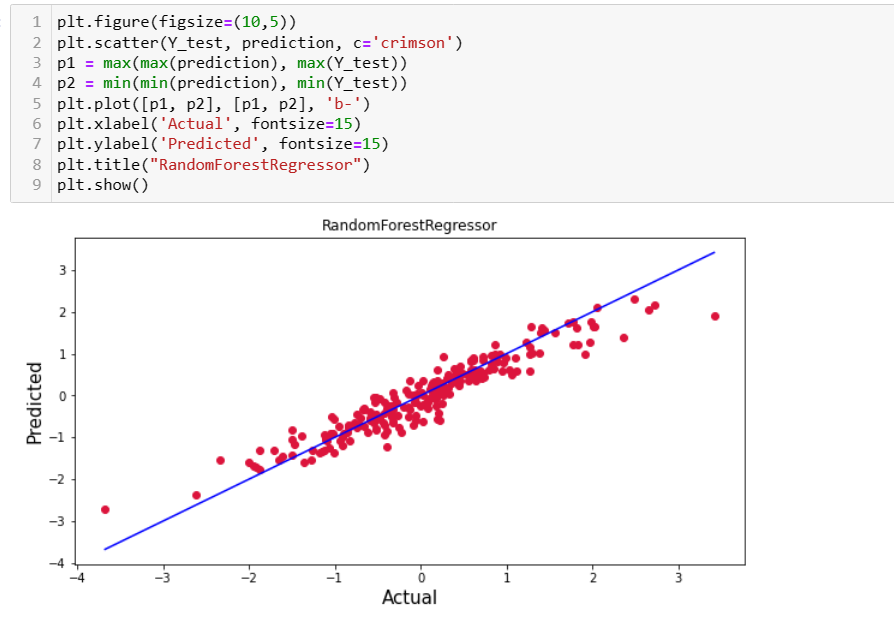 1 plt.figure(figsize=(10,5))
2 plt.scatter(Y_test, prediction, c='crimson')
3 p1 = max(max(prediction), max(Y_test))
4 p2 = min(min(prediction), min(Y_test))
5 plt.plot([p1, p2], [p1, p2], 'b-')
6 plt.xlabel('Actual', fontsize=15)
7 plt.ylabel('Predicted', fontsize=15)
8 plt.title("RandomForestRegressor")
9 plt.show()
RandomForestRegressor
3
2
1
0
−1
−2
−3
−4
Predicted
−4 −3 −2 −1 0 1 2 3
Actual